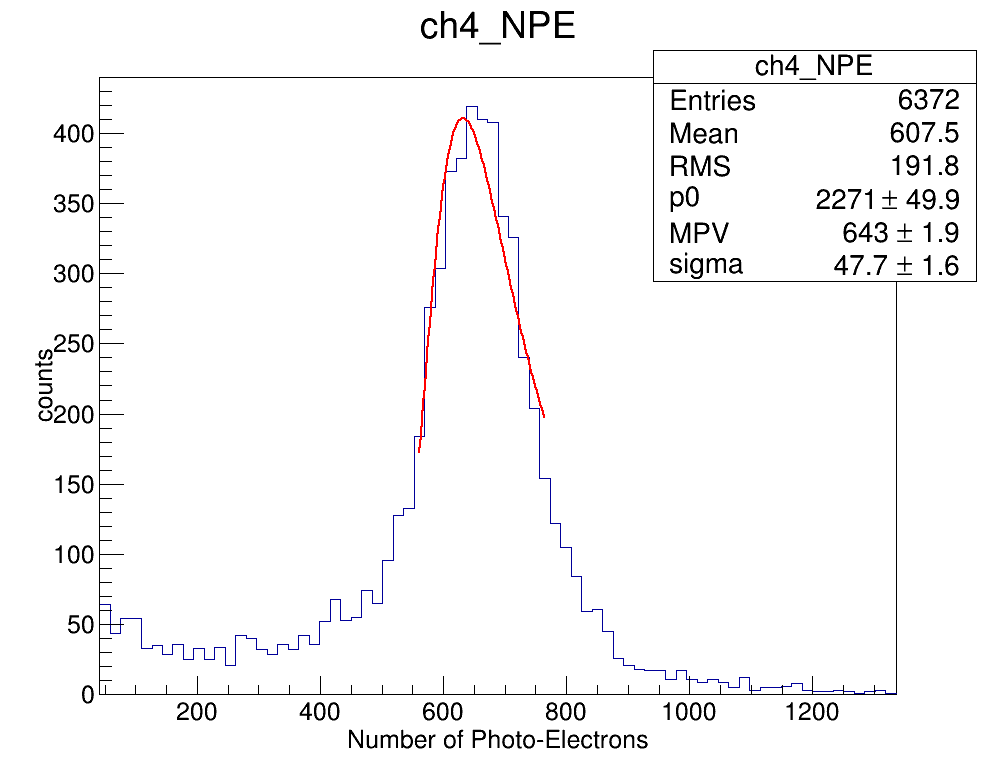 ch4_NPE
ch4_NPE
Entries 6372
Mean 607.5
RMS 191.8
p0 2271 ± 49.9
MPV 643 ± 1.9
sigma 47.7 ± 1.6
counts
400
350
300
250
200
150
100
50
0
200 400 600 800 1000 1200
Number of Photo-Electrons